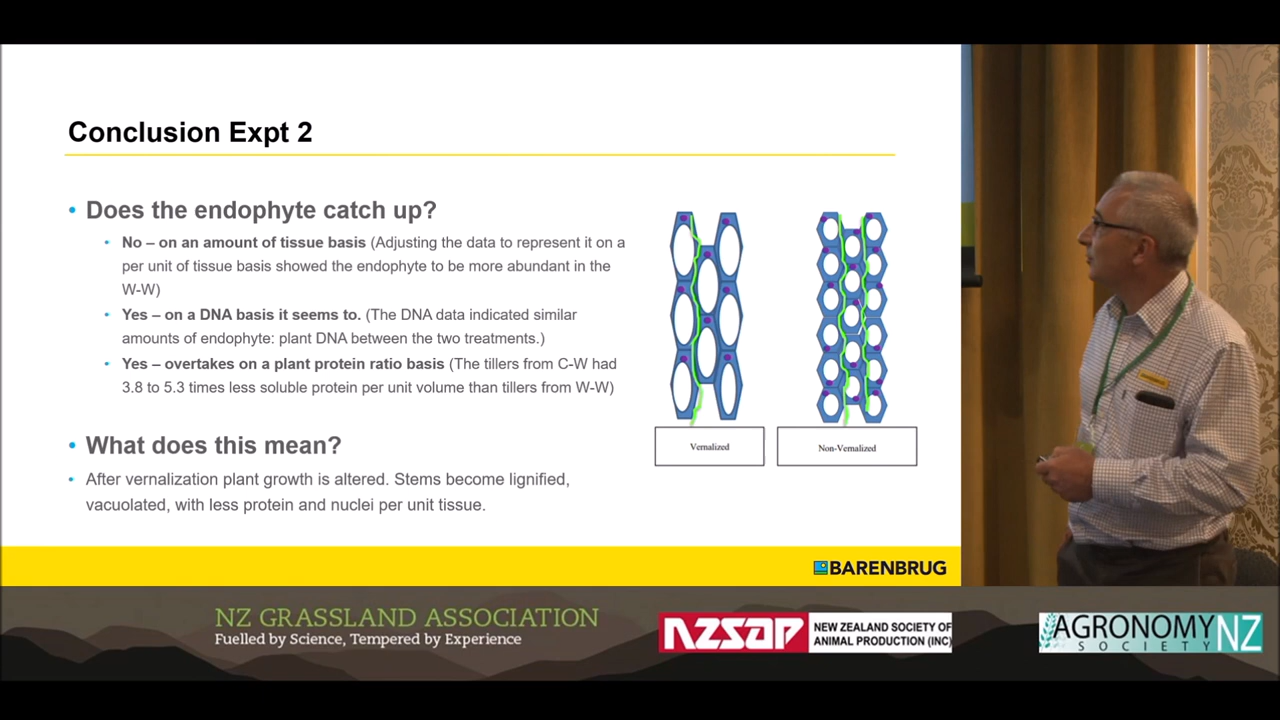 Conclusion Expt 2
• Does the endophyte catch up?
• No – on an amount of tissue basis (Adjusting the data to represent it on a
per unit of tissue basis showed the endophyte to be more abundant in the
W-W)
• Yes – on a DNA basis it seems to. (The DNA data indicated similar
amounts of endophyte: plant DNA between the two treatments.)
• Yes – overtakes on a plant protein ratio basis (The tillers from C-W had
3.8 to 5.3 times less soluble protein per unit volume than tillers from W-W)
• What does this mean?
• After vernalization plant growth is altered. Stems become lignified,
vacuolated, with less protein and nuclei per unit tissue.
Vernalized
Non-Vernalized
BARENBRUG
NZ GRASSLAND ASSOCIATION
Fuelled by Science, Tempered by Experience
NZSAP
NEW ZEALAND SOCIETY OF
ANIMAL PRODUCTION (INC)
AGRONOMY NZ
SOCIETY